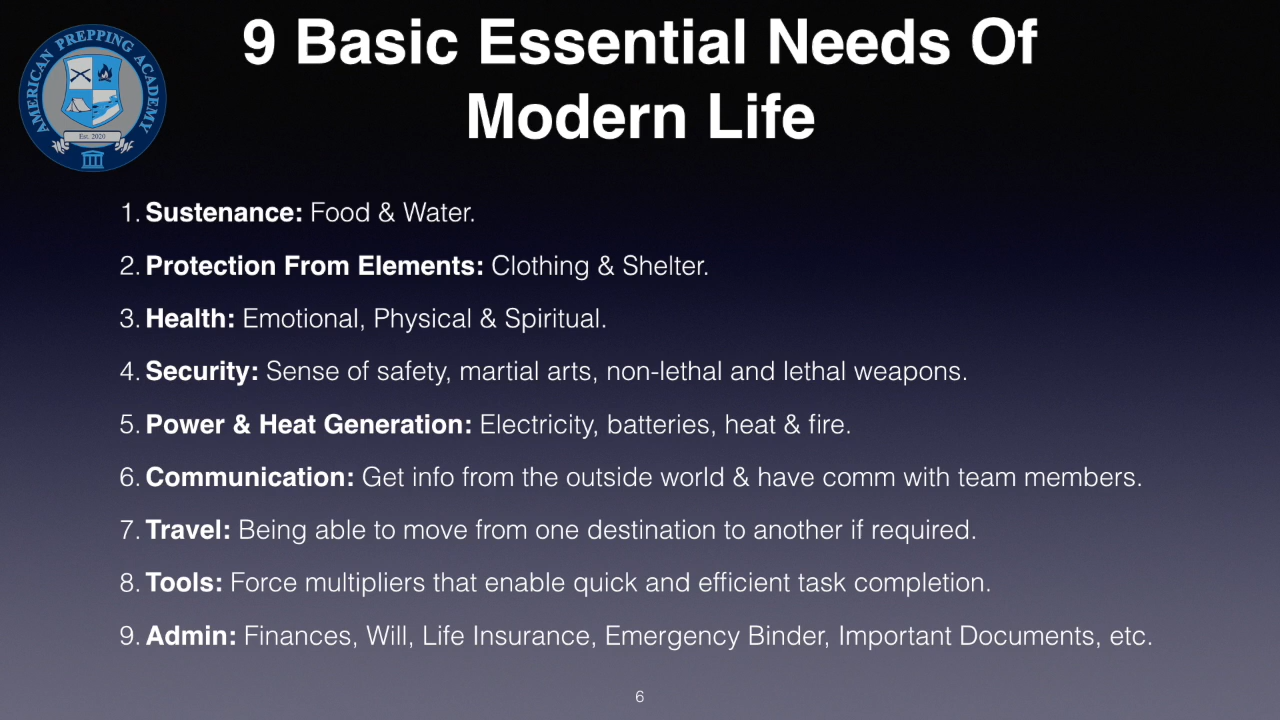 AMERICAN PREPPING ACADEMY
Est. 2020
9 Basic Essential Needs Of
Modern Life
1. Sustenance: Food & Water.
2. Protection From Elements: Clothing & Shelter.
3. Health: Emotional, Physical & Spiritual.
4. Security: Sense of safety, martial arts, non-lethal and lethal weapons.
5. Power & Heat Generation: Electricity, batteries, heat & fire.
6. Communication: Get info from the outside world & have comm with team members.
7. Travel: Being able to move from one destination to another if required.
8. Tools: Force multipliers that enable quick and efficient task completion.
9. Admin: Finances, Will, Life Insurance, Emergency Binder, Important Documents, etc.
6